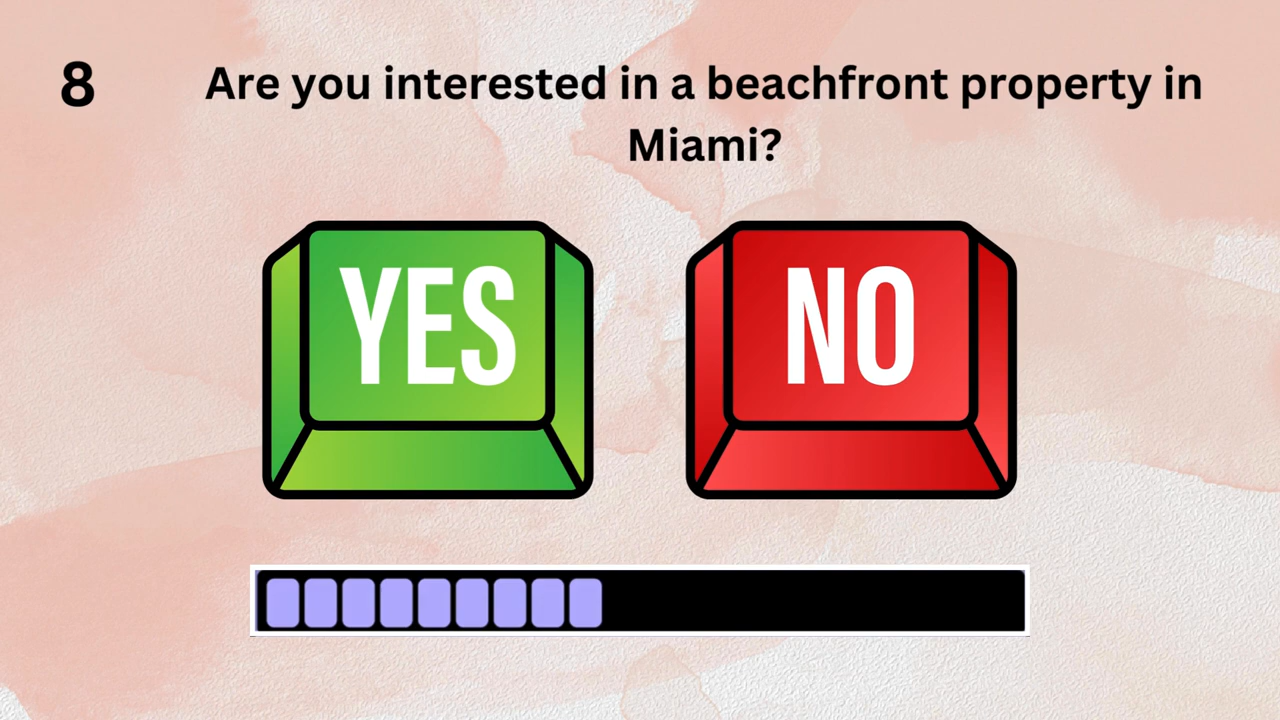 8
Are you interested in a beachfront property in
Miami?
YES
NO